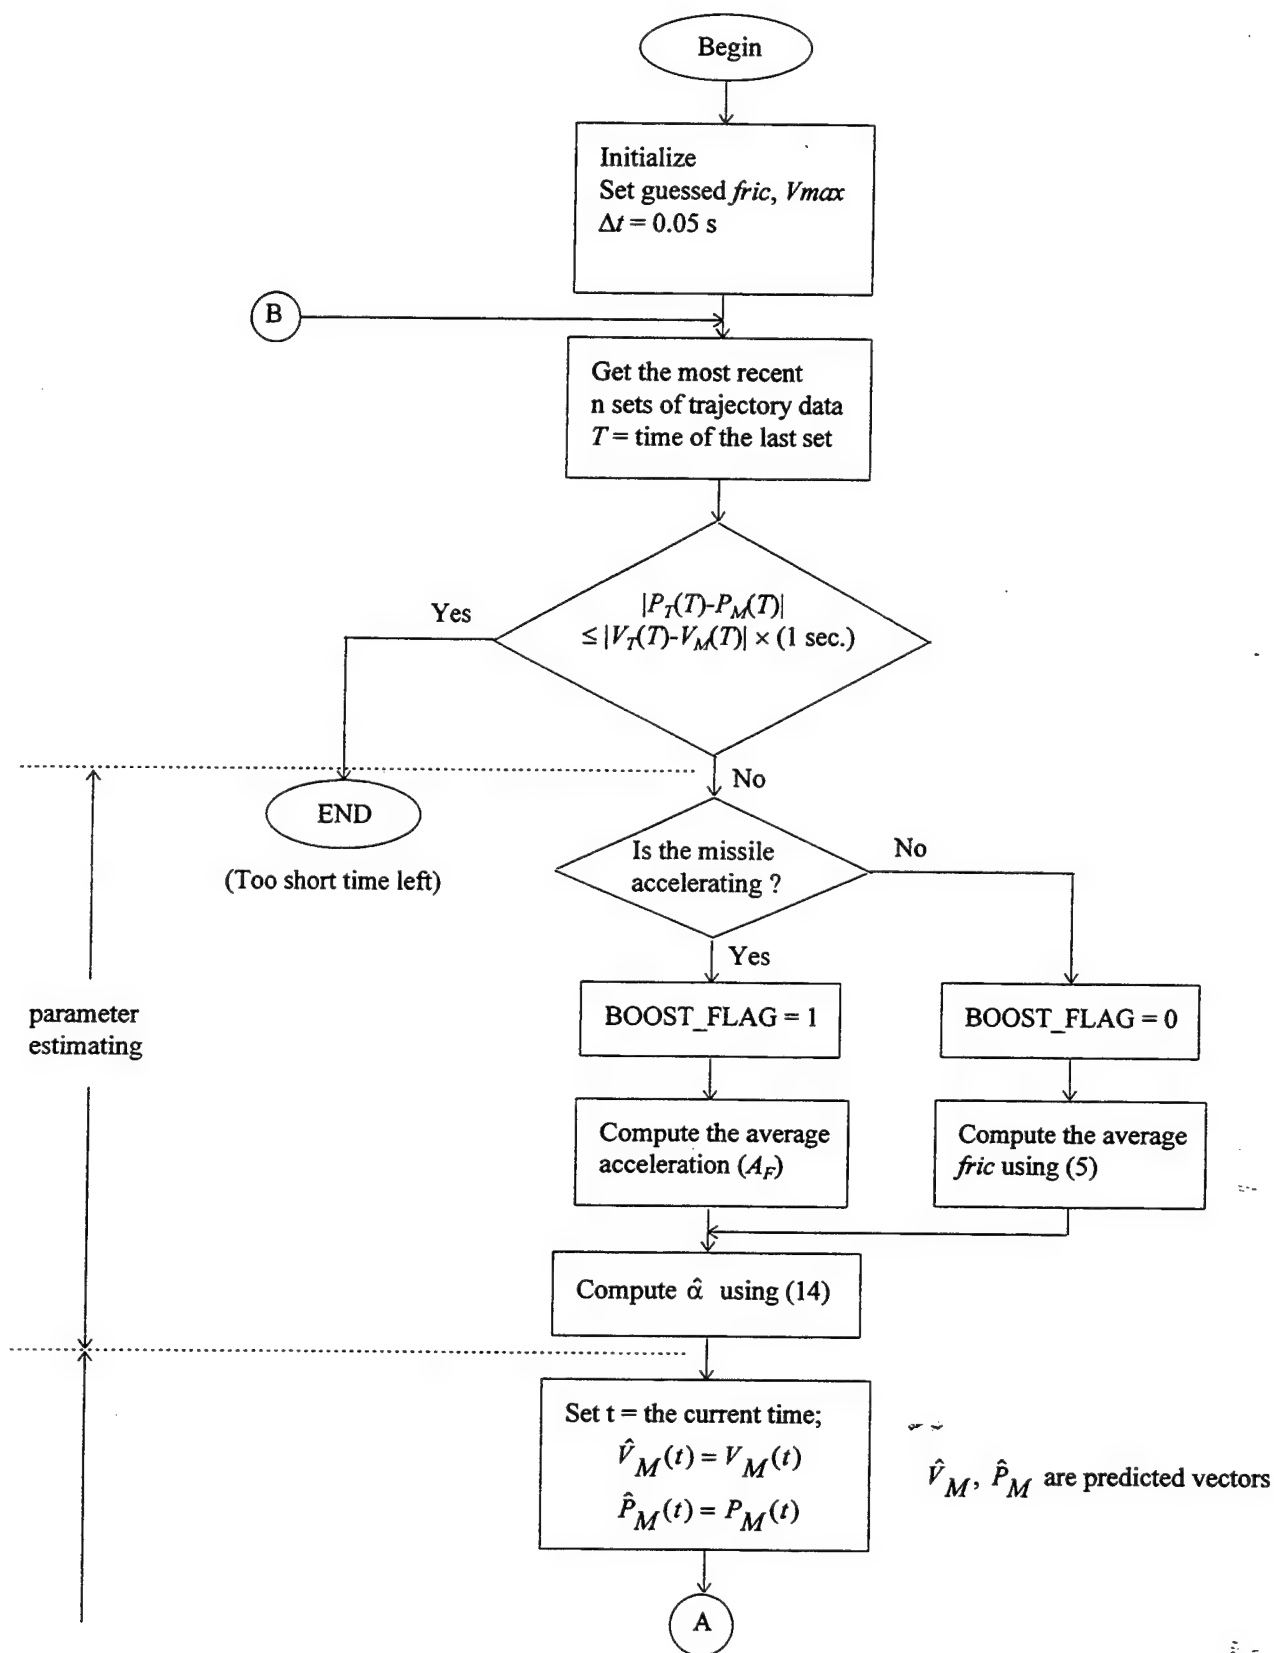 Begin
Initialize
Set guessed fric, Vmax
Δt = 0.05 s
B
Get the most recent
n sets of trajectory data
T = time of the last set
|P_T(T)-P_M(T)|
≤ |V_T(T)-V_M(T)| × (1 sec.)
Yes
No
END
(Too short time left)
Is the missile
accelerating ?
No
Yes
BOOST_FLAG = 1
BOOST_FLAG = 0
parameter
estimating
Compute the average
acceleration (A_F)
Compute the average
fric using (5)
Compute α̂ using (14)
Set t = the current time;
V̂_M(t) = V_M(t)
P̂_M(t) = P_M(t)
V̂_M, P̂_M are predicted vectors
A